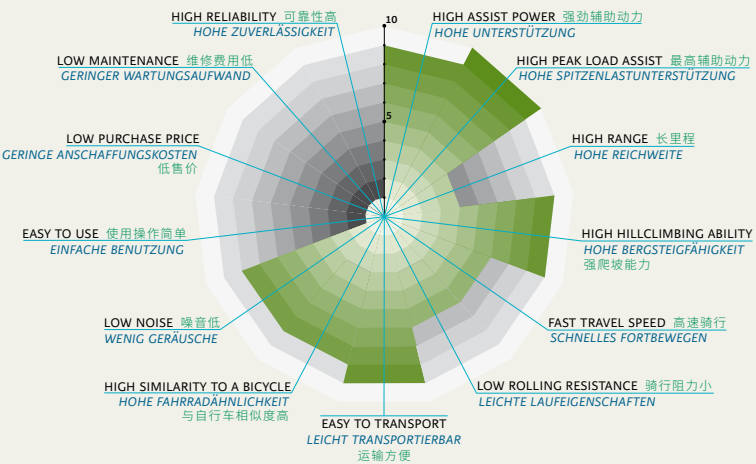 10
5
HIGH ASSIST POWER 强劲辅助动力
HOHE UNTERSTÜTZUNG
HIGH PEAK LOAD ASSIST 最高辅助动力
HOHE SPITZENLASTUNTERSTÜTZUNG
HIGH RANGE 长里程
HOHE REICHWEITE
HIGH HILLCLIMBING ABILITY
HOHE BERGSTEIGFÄHIGKEIT
强爬坡能力
FAST TRAVEL SPEED 高速骑行
SCHNELLES FORTBEWEGEN
LOW ROLLING RESISTANCE 骑行阻力小
LEICHTE LAUFEIGENSCHAFTEN
EASY TO TRANSPORT
LEICHT TRANSPORTIERBAR
运输方便
HIGH SIMILARITY TO A BICYCLE
HOHE FAHRRADÄHNLICHKEIT
与自行车相似度高
LOW NOISE 噪音低
WENIG GERÄUSCHE
EASY TO USE 使用操作简单
EINFACHE BENUTZUNG
LOW PURCHASE PRICE
GERINGE ANSCHAFFUNGSKOSTEN
低售价
LOW MAINTENANCE 维修费用低
GERINGER WARTUNGSAUFWAND
HIGH RELIABILITY 可靠性高
HOHE ZUVERLÄSSIGKEIT